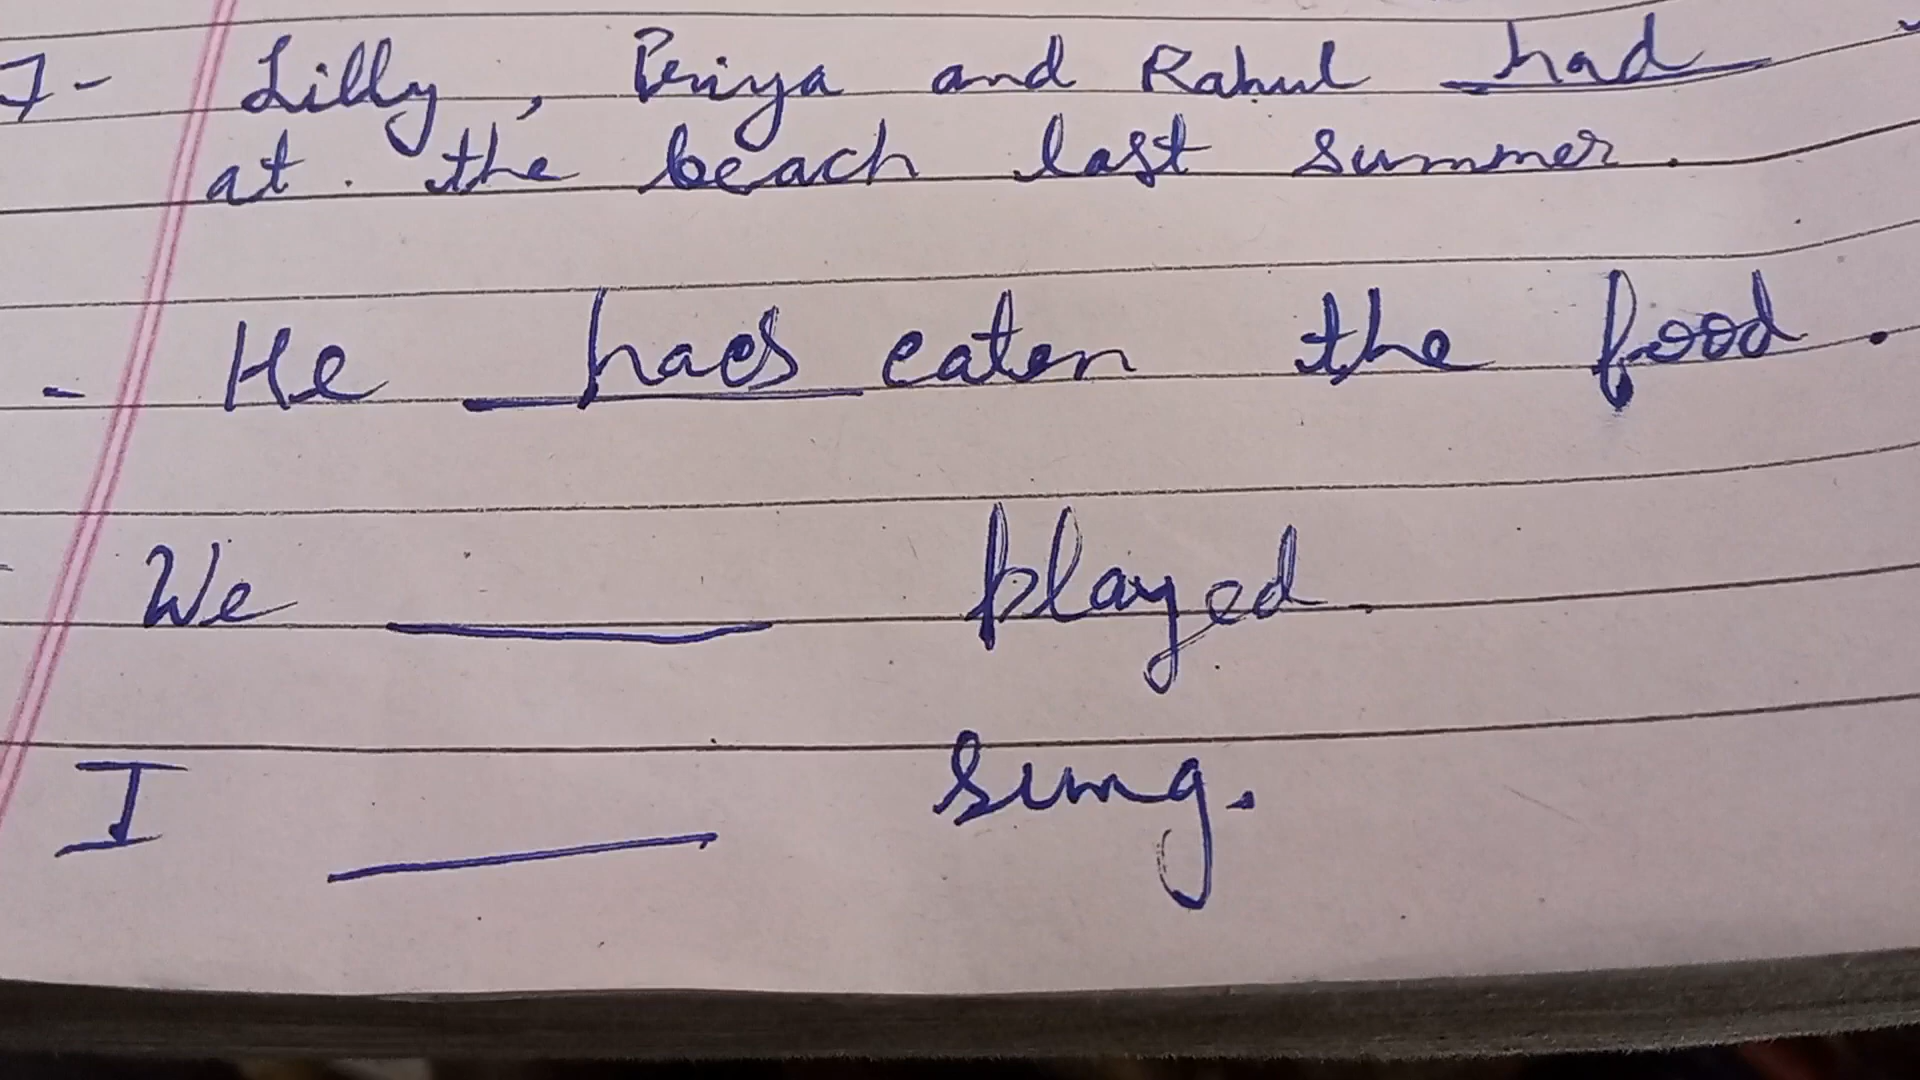 7- Lilly, Priya and Rahul had
at the beach last summer.
- He has eaten the food.
We ______ played.
I ______ sung.